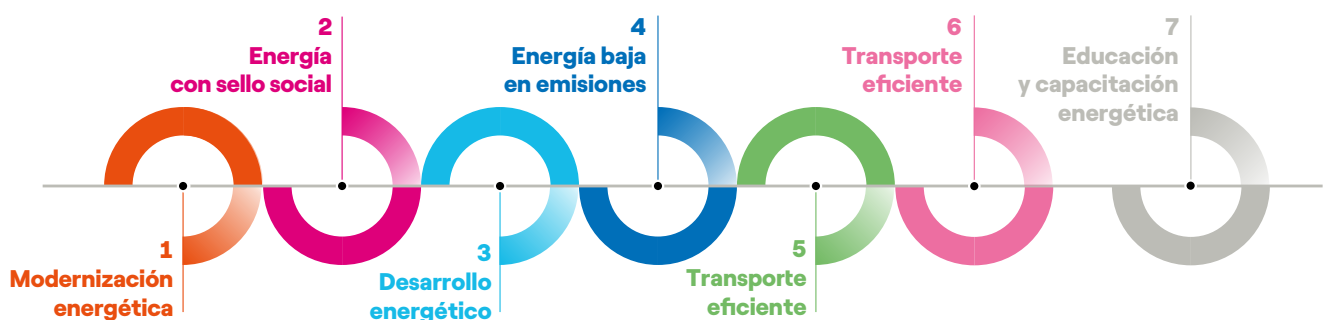 1
Modernización
energética
2
Energía
con sello social
3
Desarrollo
energético
4
Energía baja
en emisiones
5
Transporte
eficiente
6
Transporte
eficiente
7
Educación
y capacitación
energética